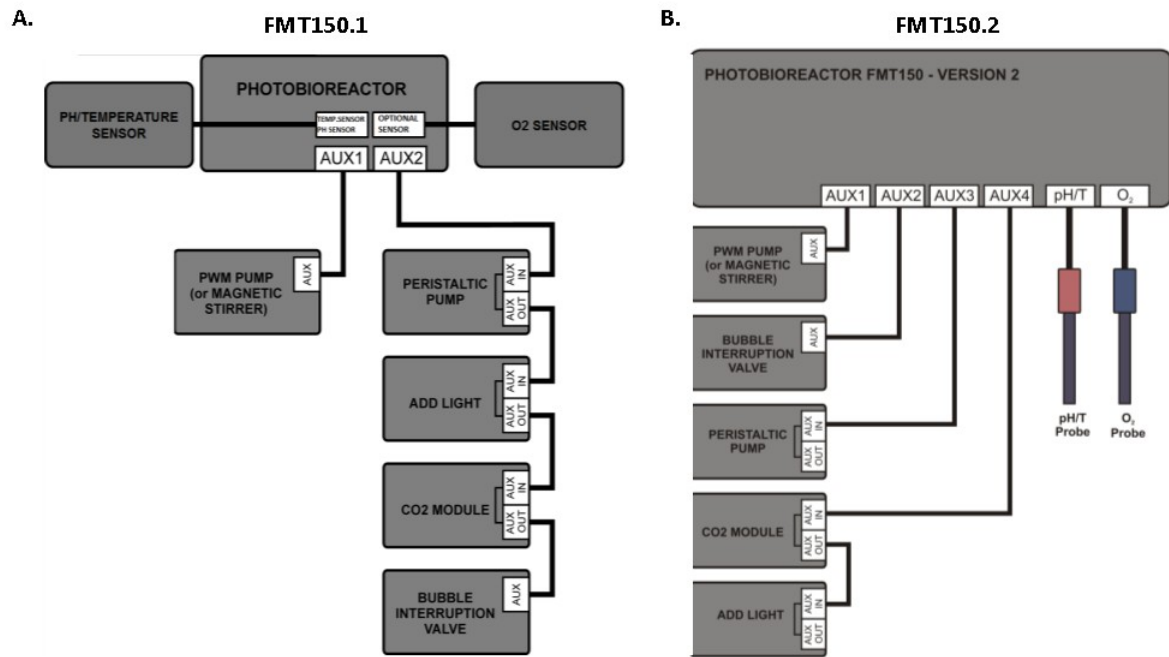 A.
FMT150.1
PHOTOBIOREACTOR
PH/TEMPERATURE
SENSOR
TEMP.SENSOR
PH SENSOR
OPTIONAL
SENSOR
O2 SENSOR
AUX1
AUX2
PWM PUMP
(or MAGNETIC
STIRRER)
AUX
PERISTALTIC
PUMP
AUX
IN
AUX
OUT
ADD LIGHT
AUX
IN
AUX
OUT
CO2 MODULE
AUX
IN
AUX
OUT
BUBBLE
INTERRUPTION
VALVE
AUX
B.
FMT150.2
PHOTOBIOREACTOR FMT150 - VERSION 2
AUX1
AUX2
AUX3
AUX4
pH/T
O₂
PWM PUMP
(or MAGNETIC
STIRRER)
AUX
BUBBLE
INTERRUPTION
VALVE
AUX
PERISTALTIC
PUMP
AUX
IN
AUX
OUT
CO2 MODULE
AUX
IN
AUX
OUT
ADD LIGHT
AUX
IN
AUX
OUT
pH/T
Probe
O₂
Probe